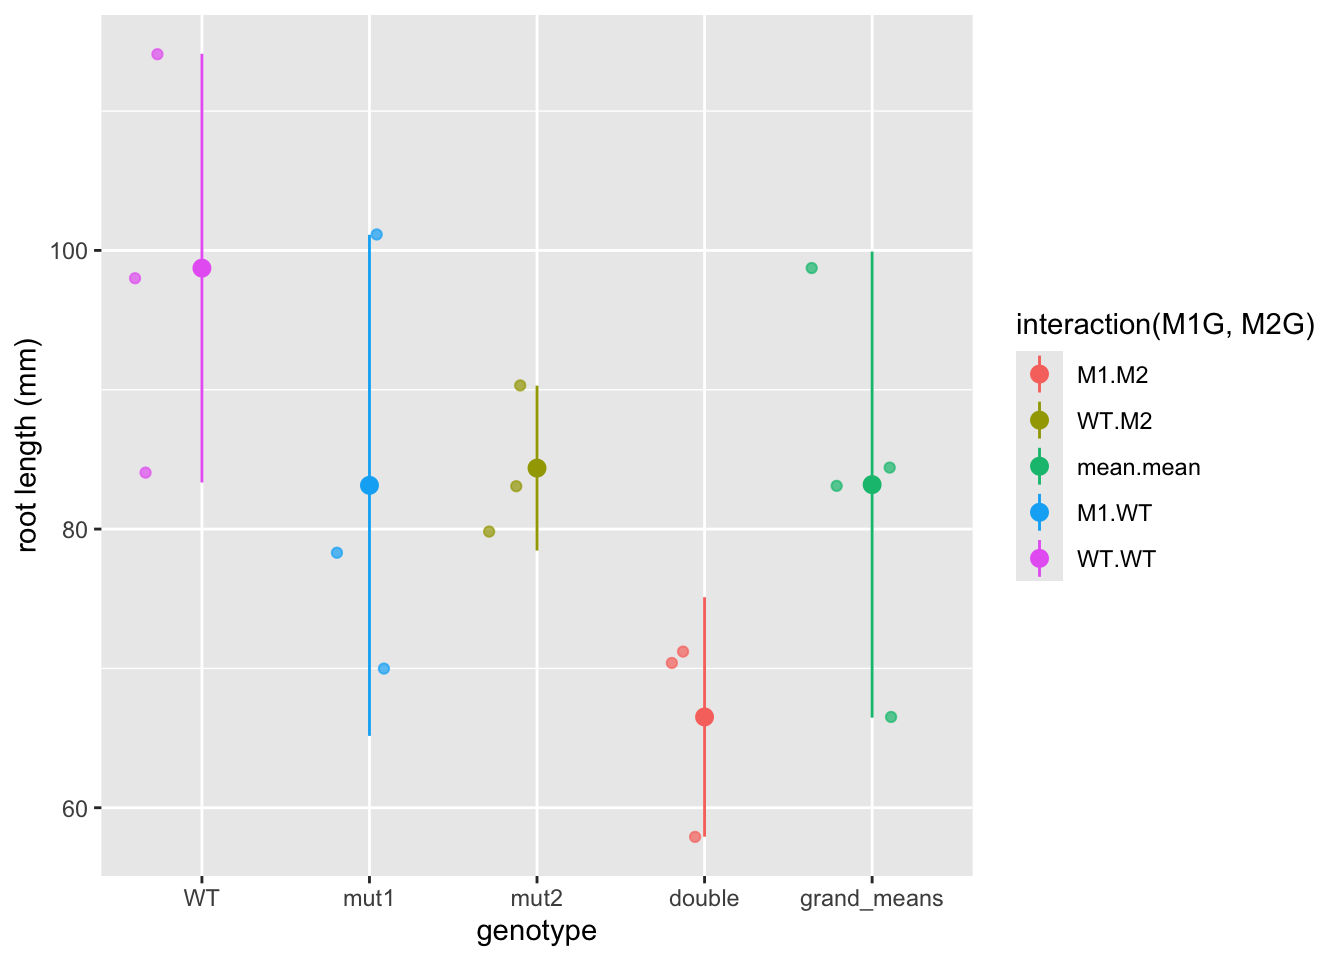 root length (mm)
100
80
60
WT
mut1
mut2
double
grand_means
genotype
interaction(M1G, M2G)
M1.M2
WT.M2
mean.mean
M1.WT
WT.WT